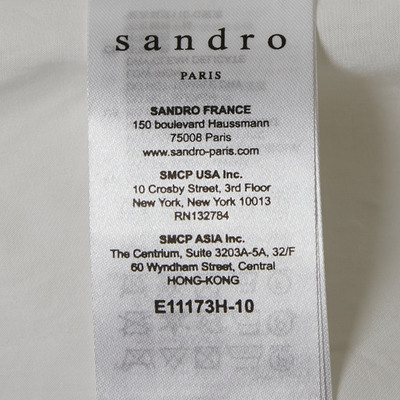 sandro
PARIS
SANDRO FRANCE
150 boulevard Haussmann
75008 Paris
www.sandro-paris.com
SMCP USA Inc.
10 Crosby Street, 3rd Floor
New York, New York 10013
RN132784
SMCP ASIA Inc.
The Centrium, Suite 3203A-5A, 32/F
60 Wyndham Street, Central
HONG-KONG
E11173H-10